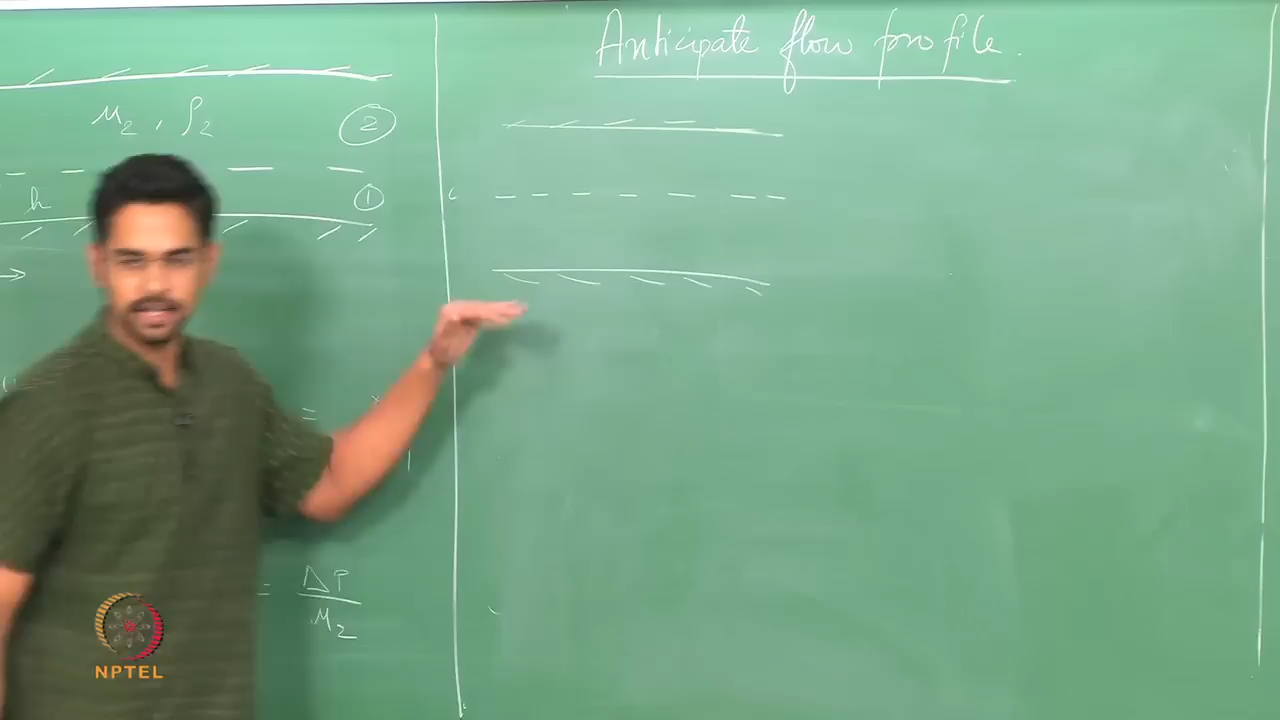 μ₂ , ρ₂ ②
h ①
=
= ΔP / μ₂
Anticipate flow profile.
NPTEL